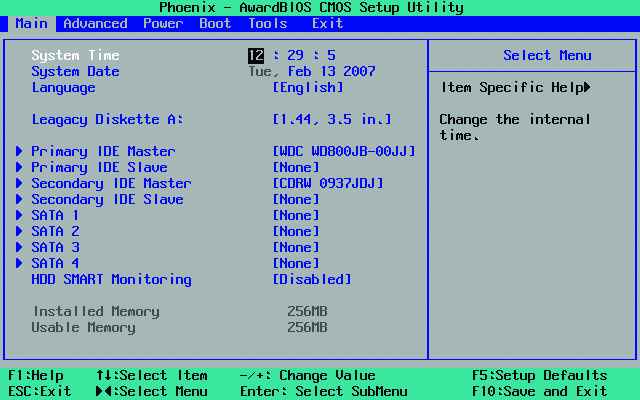 Phoenix - AwardBIOS CMOS Setup Utility
Main Advanced Power Boot Tools Exit
System Time 12 : 29 : 5
System Date Tue, Feb 13 2007
Language [English]
Leagacy Diskette A: [1.44, 3.5 in.]
Primary IDE Master [WDC WD800JB-00JJ]
Primary IDE Slave [None]
Secondary IDE Master [CDRW 0937JDJ]
Secondary IDE Slave [None]
SATA 1 [None]
SATA 2 [None]
SATA 3 [None]
SATA 4 [None]
HDD SMART Monitoring [Disabled]
Installed Memory 256MB
Usable Memory 256MB
Select Menu
Item Specific Help▶
Change the internal
time.
F1:Help ↑↓:Select Item -/+: Change Value F5:Setup Defaults
ESC:Exit ▶◀:Select Menu Enter: Select SubMenu F10:Save and Exit